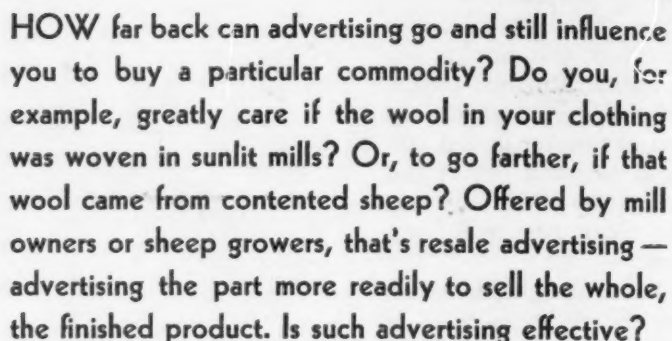 HOW far back can advertising go and still influence
you to buy a particular commodity? Do you, for
example, greatly care if the wool in your clothing
was woven in sunlit mills? Or, to go farther, if that
wool came from contented sheep? Offered by mill
owners or sheep growers, that's resale advertising —
advertising the part more readily to sell the whole,
the finished product. Is such advertising effective?